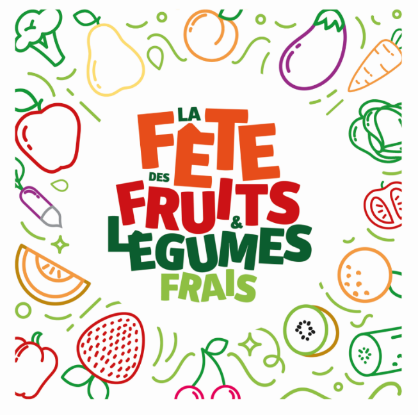 LA
FÊTE
DES
FRUITS
&
LÉGUMES
FRAIS